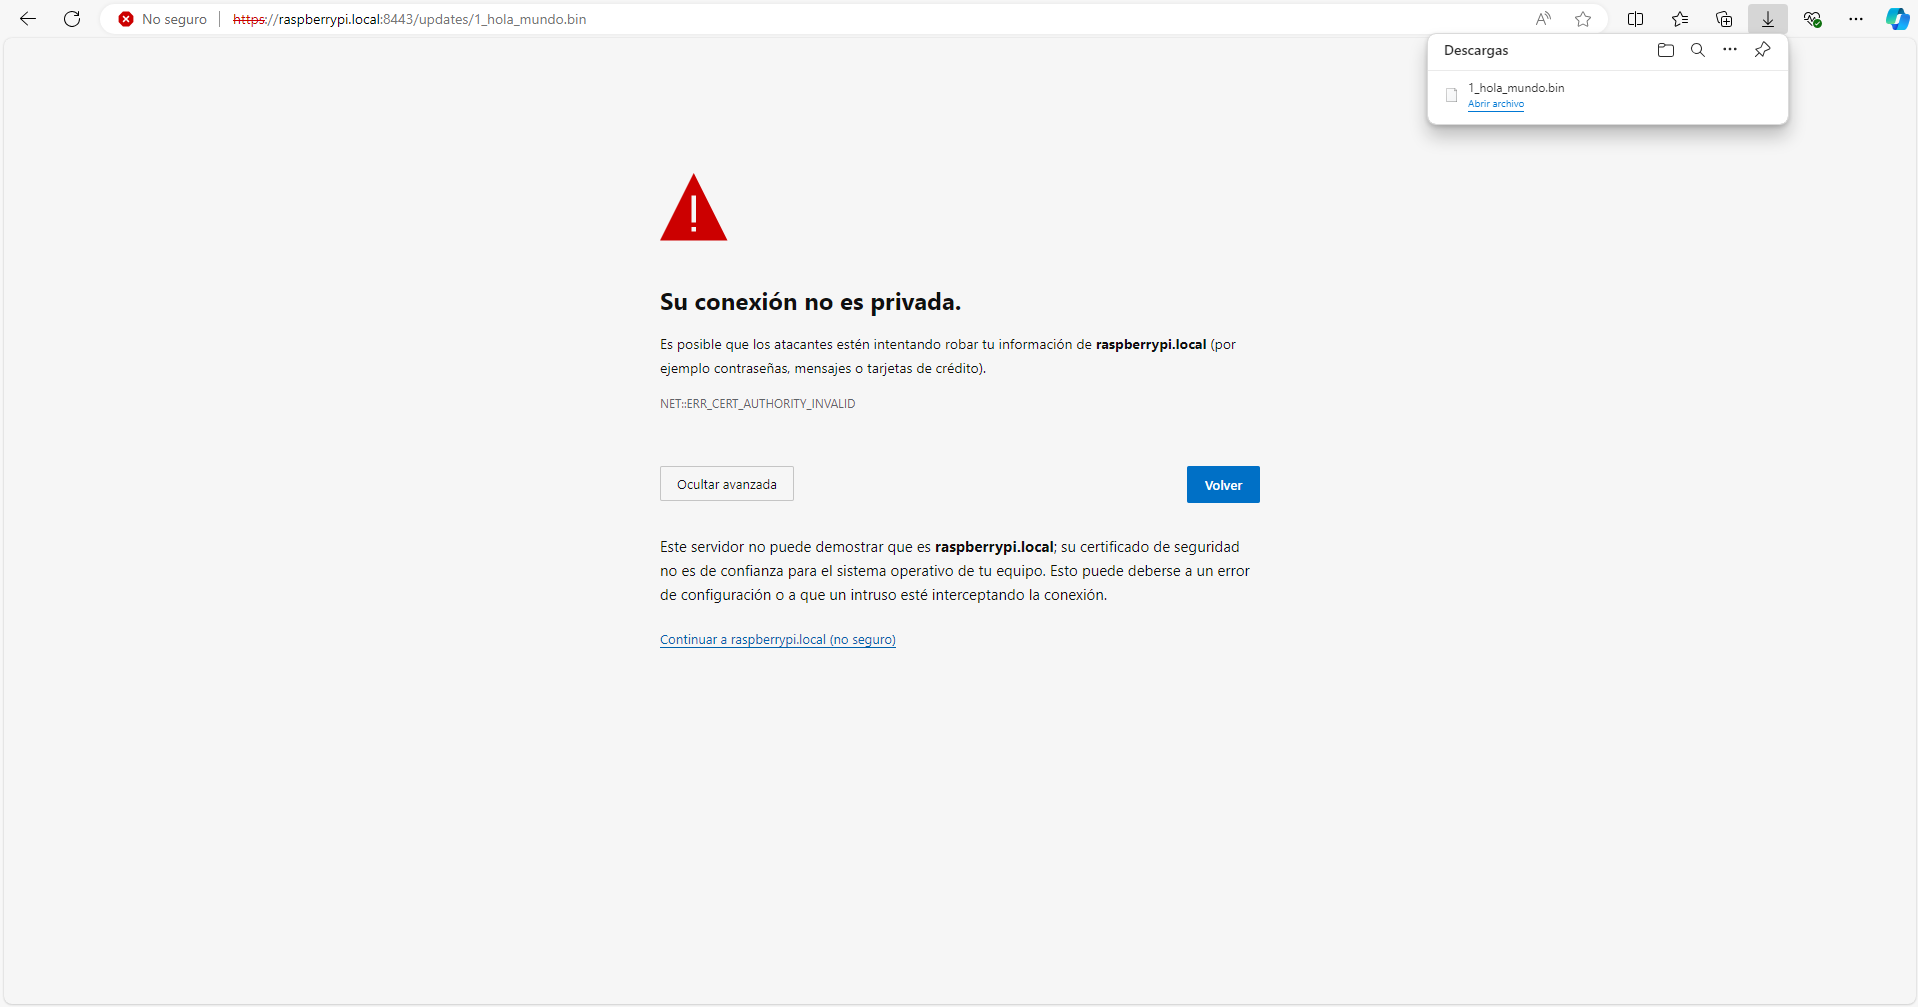 No seguro
https://raspberrypi.local:8443/updates/1_hola_mundo.bin
Descargas
1_hola_mundo.bin
Abrir archivo
Su conexión no es privada.
Es posible que los atacantes estén intentando robar tu información de raspberrypi.local (por
ejemplo contraseñas, mensajes o tarjetas de crédito).
NET::ERR_CERT_AUTHORITY_INVALID
Ocultar avanzada
Volver
Este servidor no puede demostrar que es raspberrypi.local; su certificado de seguridad
no es de confianza para el sistema operativo de tu equipo. Esto puede deberse a un error
de configuración o a que un intruso esté interceptando la conexión.
Continuar a raspberrypi.local (no seguro)